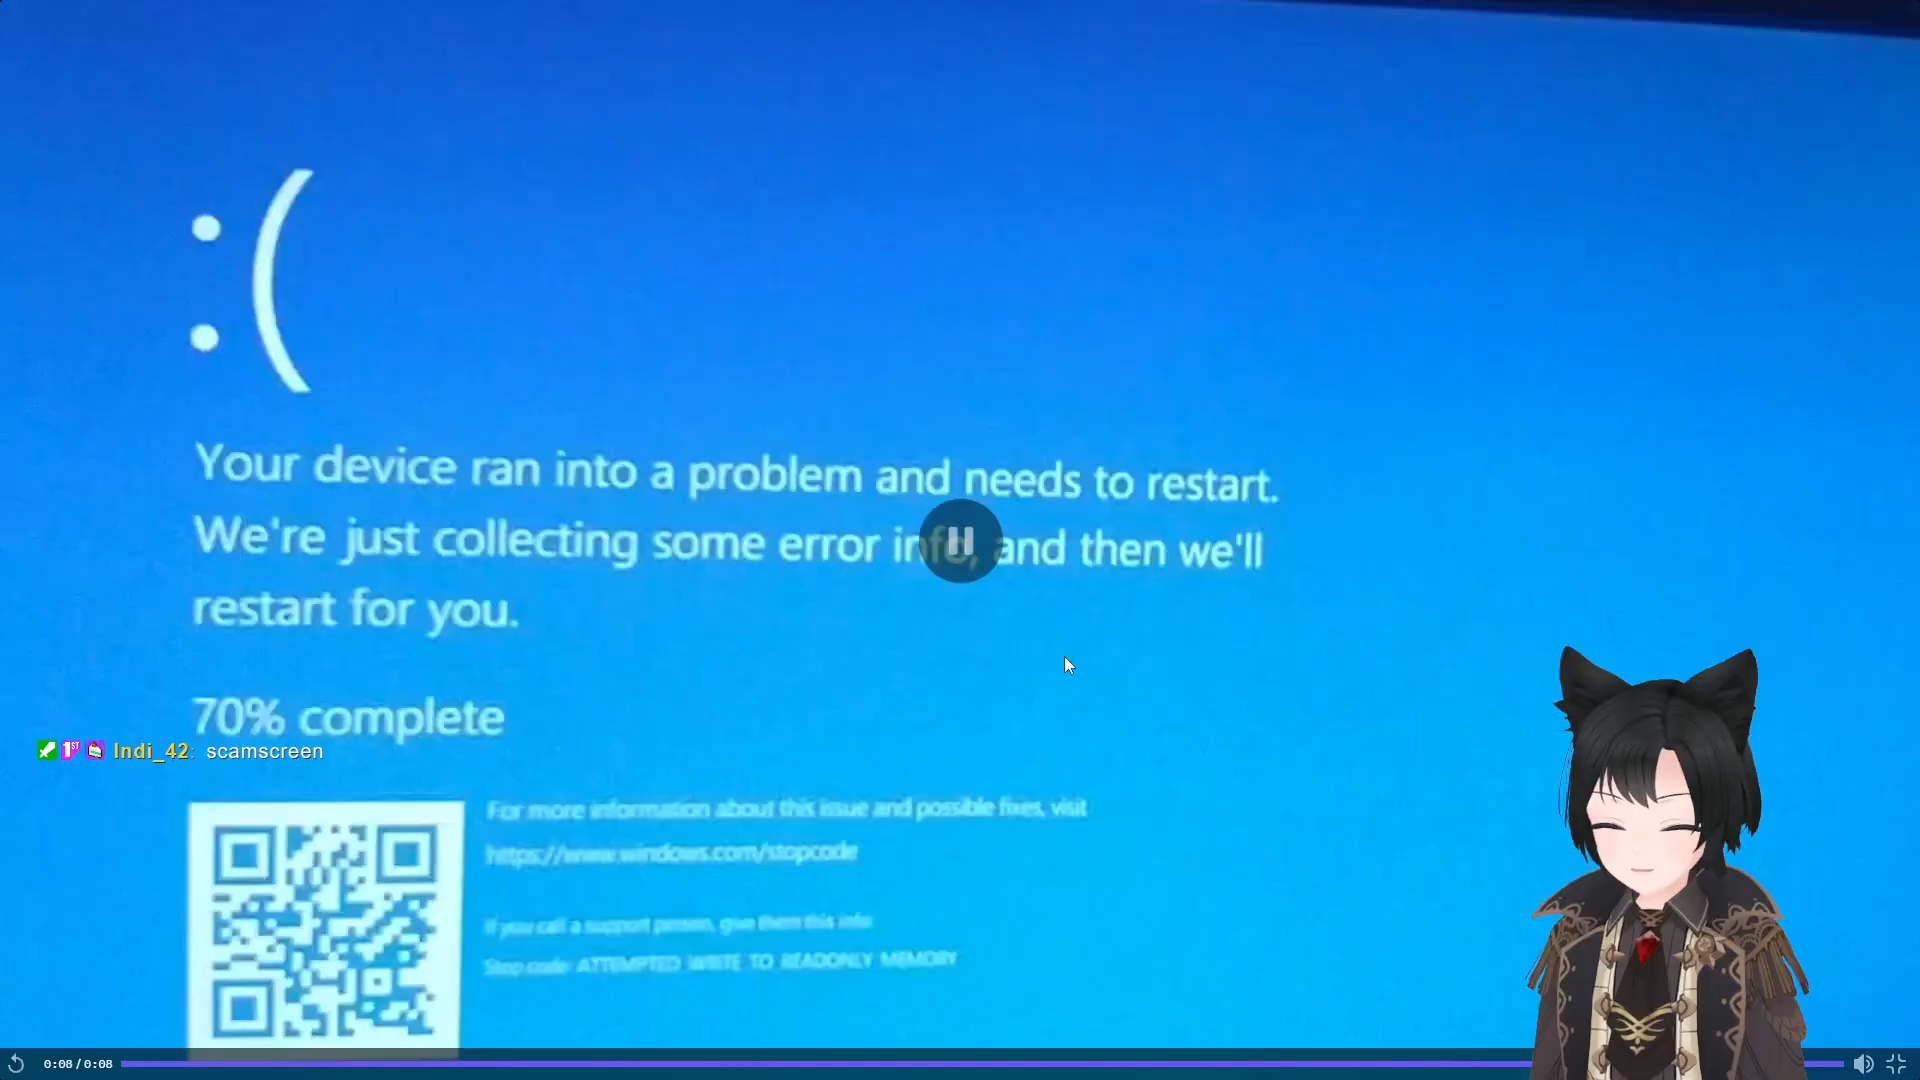 :(
Your device ran into a problem and needs to restart.
We're just collecting some error info, and then we'll
restart for you.
70% complete
1ST Indi_42: scamscreen
For more information about this issue and possible fixes, visit
https://www.windows.com/stopcode
If you call a support person, give them this info:
Stop code: ATTEMPTED WRITE TO READONLY MEMORY
0:08/0:08